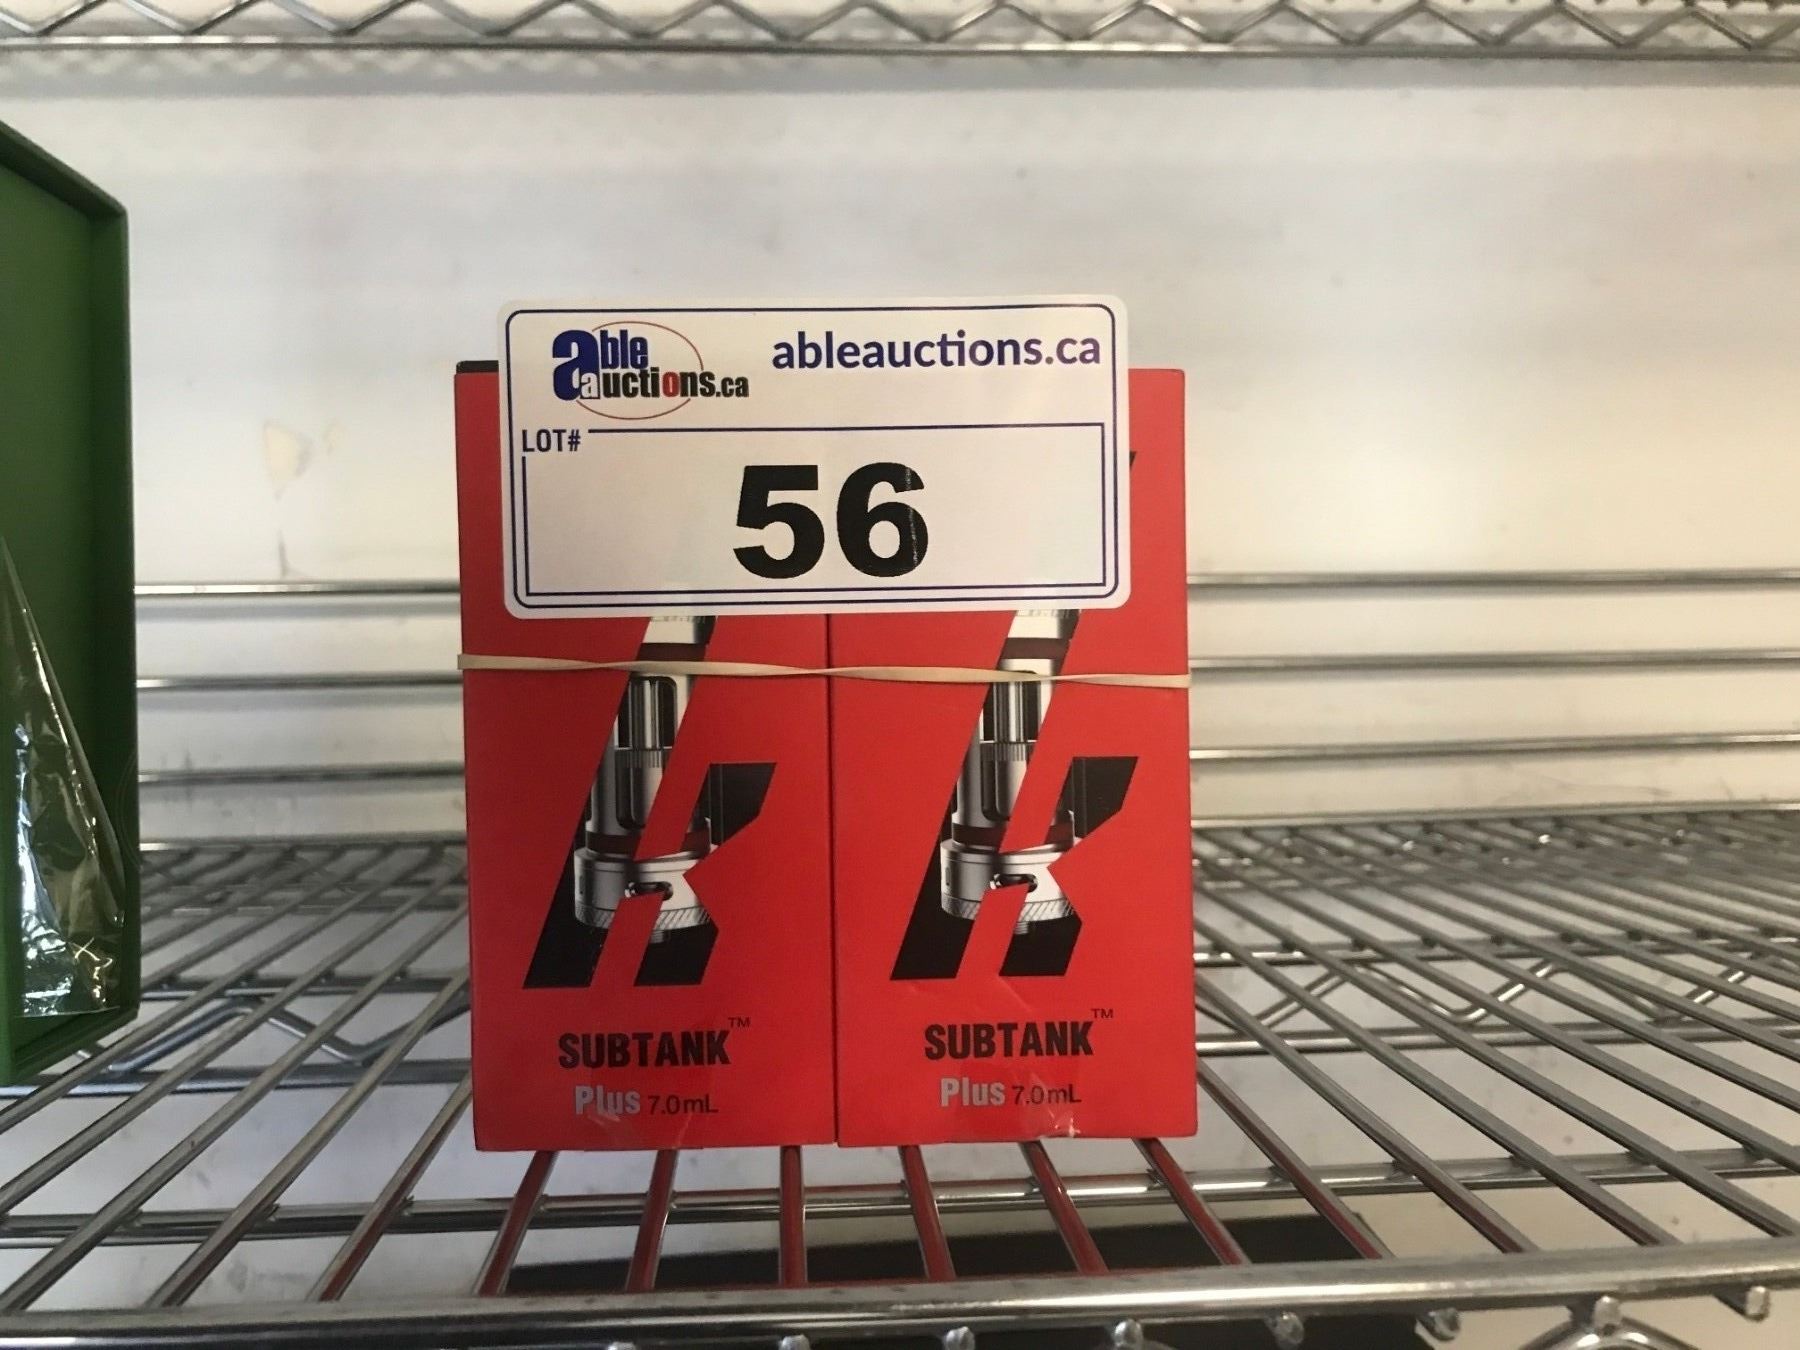 able auctions.ca
ableauctions.ca
LOT#
56
SUBTANK™
Plus 7.0mL
SUBTANK™
Plus 7.0mL